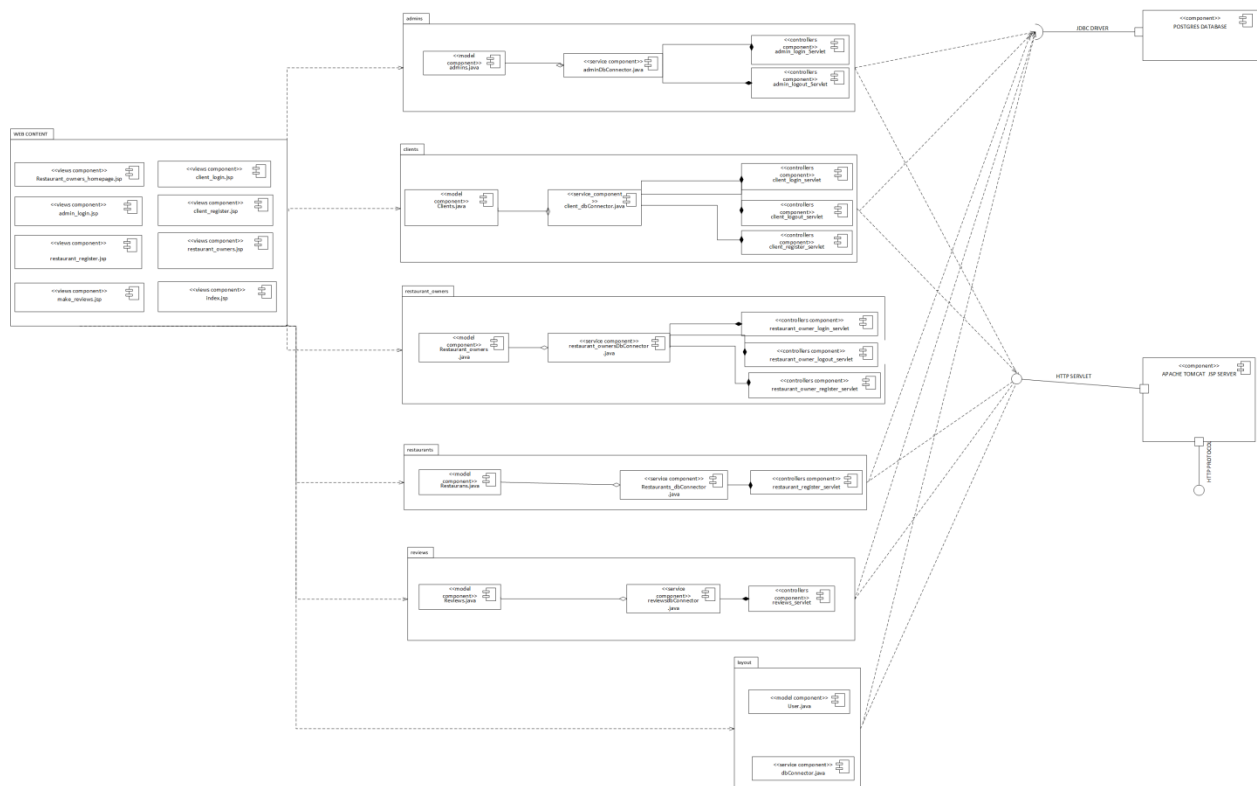 admins
<<model
component>>
admins.java
<<service component>>
adminDbConnector.java
<<controllers
component>>
admin_login_Servlet
<<controllers
component>>
admin_logout_Servlet
<<component>>
POSTGRES DATABASE
JDBC DRIVER
WEB CONTENT
<<views component>>
Restaurant_owners_homepage.jsp
<<views component>>
client_login.jsp
<<views component>>
admin_login.jsp
<<views component>>
client_register.jsp
<<views component>>
restaurant_register.jsp
<<views component>>
restaurant_owners.jsp
<<views component>>
make_reviews.jsp
<<views component>>
index.jsp
clients
<<model
component>>
Clients.java
<<service_component
>>
client_dbConnector.java
<<controllers
component>>
client_login_servlet
<<controllers
component>>
client_logout_servlet
<<controllers
component>>
client_register_servlet
restaurant_owners
<<model
component>>
Restaurant_owners
.java
<<service component>>
restaurant_ownersDbConnector
.java
<<controllers component>>
restaurant_owner_login_servlet
<<controllers component>>
restaurant_owner_logout_servlet
<<controllers component>>
restaurant_owner_register_servlet
HTTP SERVLET
<<component>>
APACHE TOMCAT JSP SERVER
HTTP PROTOCOL
restaurants
<<model
component>>
Restaurans.java
<<service component>>
Restaurants_dbConnector
.java
<<controllers component>>
restaurant_register_servlet
reviews
<<model
component>>
Reviews.java
<<service
component>>
reviewsdbConnector
.java
<<controllers
component>>
reviews_servlet
layout
<<model component>>
User.java
<<service component>>
dbConnector.java